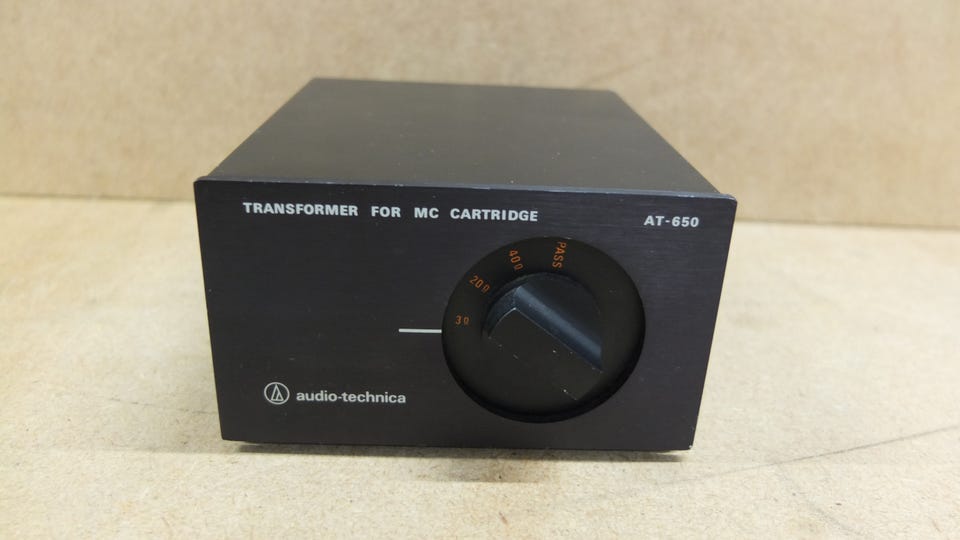 TRANSFORMER FOR MC CARTRIDGE
AT-650
PASS
40Ω
20Ω
3Ω
audio-technica